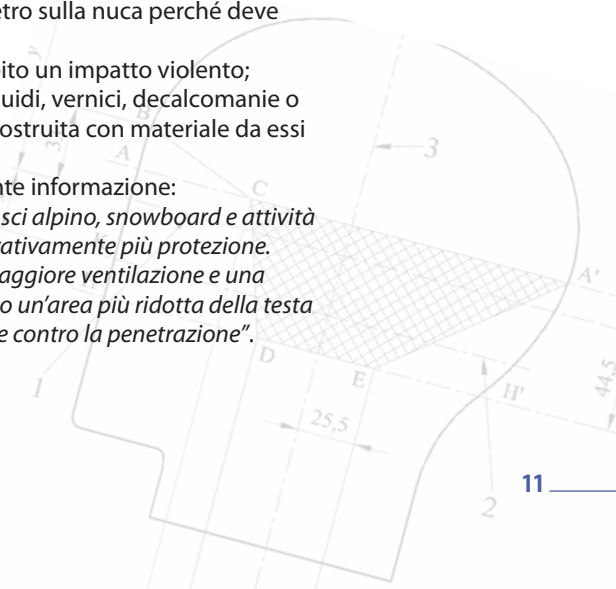 etro sulla nuca perché deve
ito un impatto violento;
uidi, vernici, decalcomanie o
ostruita con materiale da essi
nte informazione:
sci alpino, snowboard e attività
rativamente più protezione.
aggiore ventilazione e una
o un’area più ridotta della testa
e contro la penetrazione”.
y
B
A
3
C
A'
D
E
H'
1
25,5
44,5
2
11